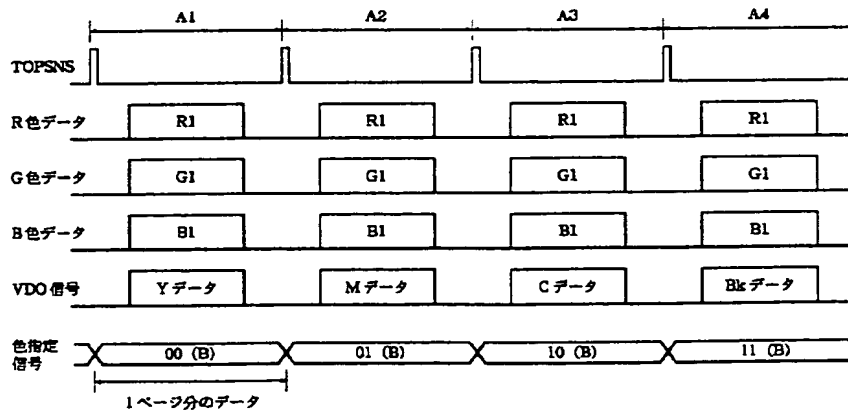 A1 A2 A3 A4
TOPSNS
R色データ R1 R1 R1 R1
G色データ G1 G1 G1 G1
B色データ B1 B1 B1 B1
VDO信号 Yデータ Mデータ Cデータ Bkデータ
色指定
信号 00 (B) 01 (B) 10 (B) 11 (B)
1ページ分のデータ